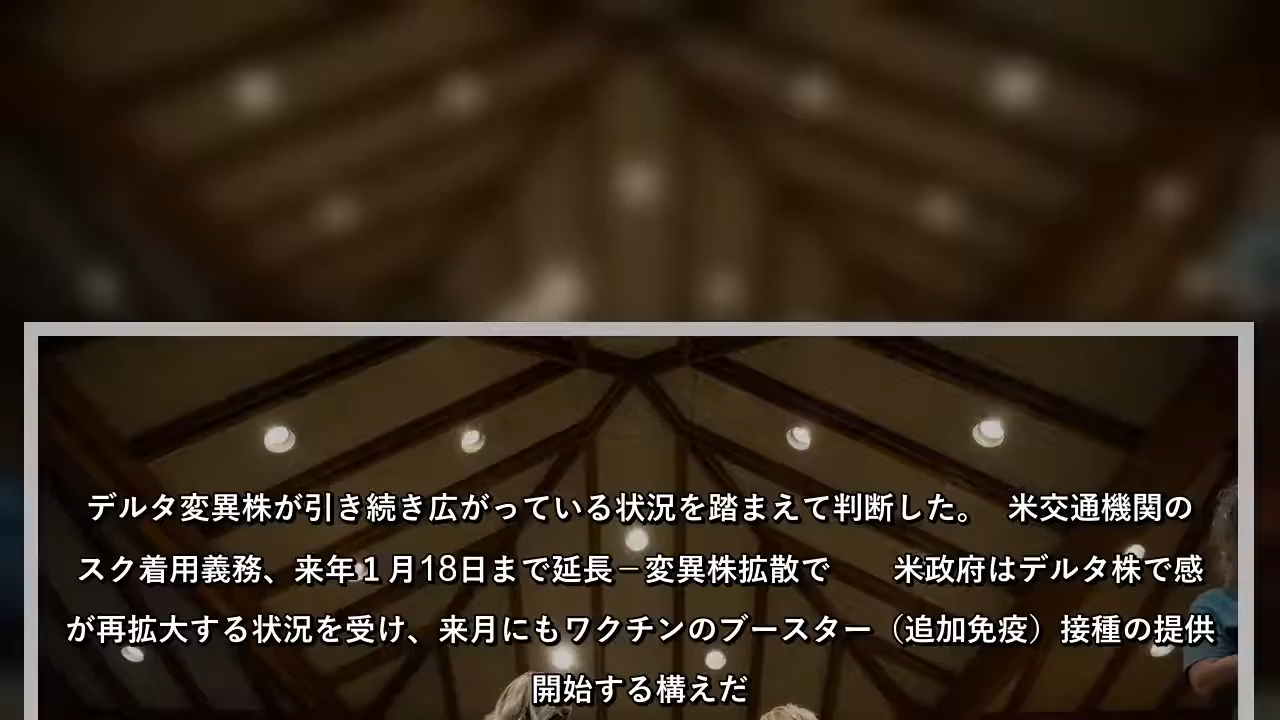 デルタ変異株が引き続き広がっている状況を踏まえて判断した。　米交通機関の
スク着用義務、来年１月18日まで延長－変異株拡散で　　米政府はデルタ株で感
が再拡大する状況を受け、来月にもワクチンのブースター（追加免疫）接種の提供
開始する構えだ